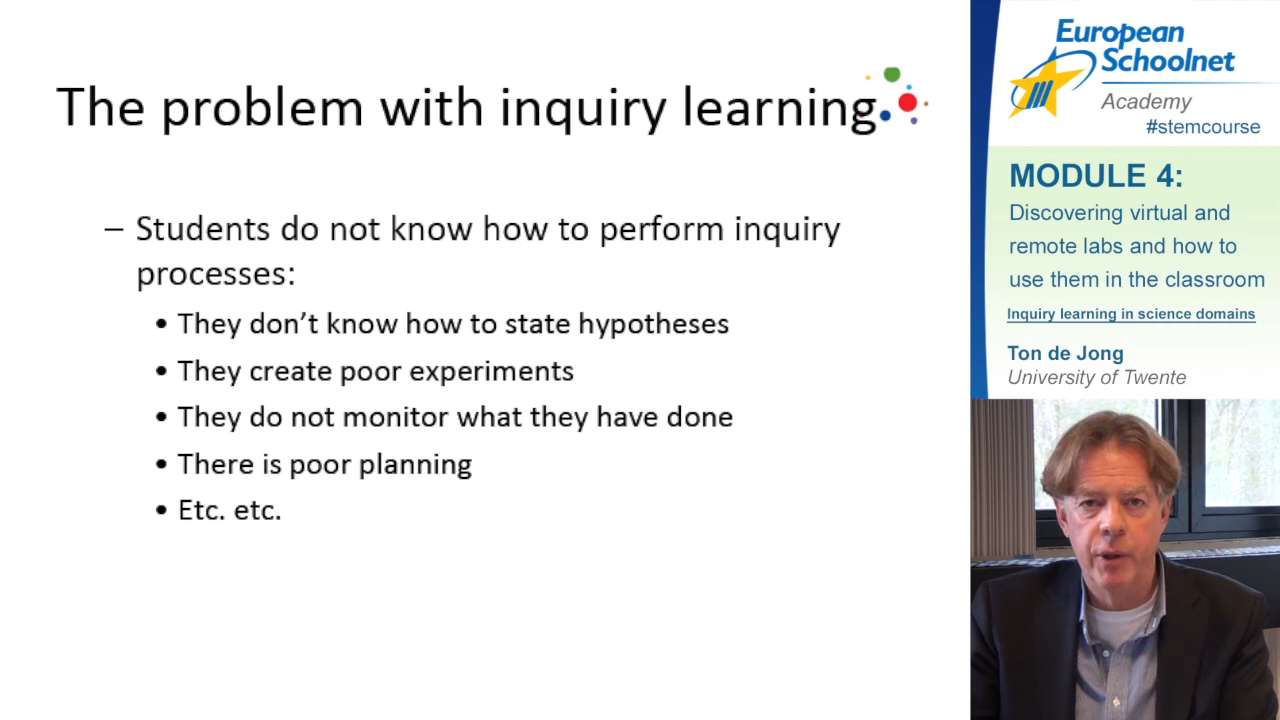 The problem with inquiry learning
– Students do not know how to perform inquiry
processes:
• They don’t know how to state hypotheses
• They create poor experiments
• They do not monitor what they have done
• There is poor planning
• Etc. etc.
European
Schoolnet
Academy
#stemcourse
MODULE 4:
Discovering virtual and
remote labs and how to
use them in the classroom
Inquiry learning in science domains
Ton de Jong
University of Twente